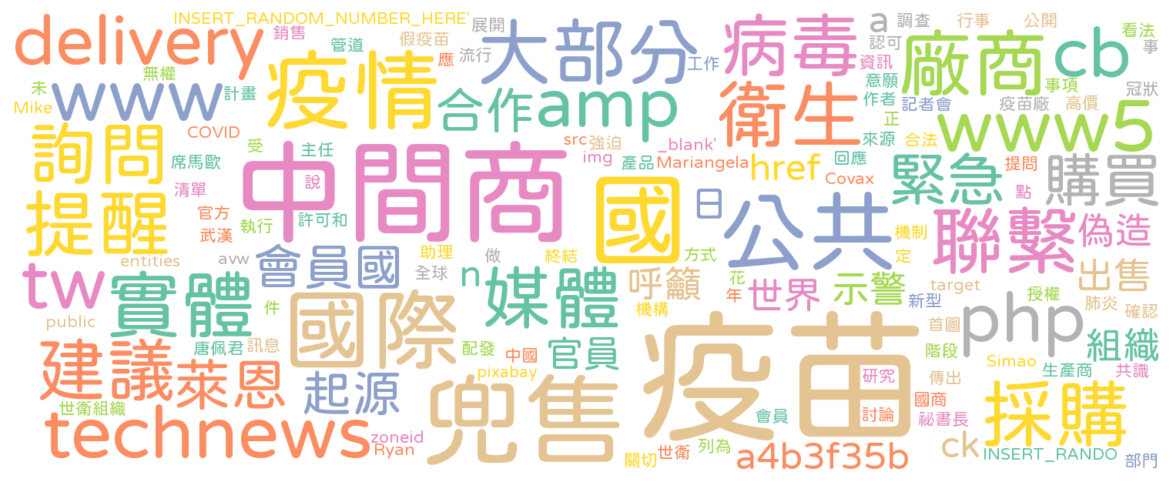 INSERT_RANDOM_NUMBER_HERE'
delivery
銷售
管道
展開
假疫苗
流行
應
大部分
工作
病毒
a
調查
認可
資訊
行事
公開
看法
事
廠商
cb
未
無權
Mike
www
計畫
疫情
合作
amp
衛生
意願
作者
正
來源
記者會
事項
疫苗廠
高價
冠狀
合法
www5
詢問
COVID
受
主任
席馬歐
中間商
說
src
強迫
img
_blank'
產品
Mariangela
href
Covax
回應
緊急
提問
點
購買
提醒
清單
官方
武漢
執行
許可和
國
日
公共
機制
定
聯繫
偽造
entities
avw
會員國
助理
做
全球
終結
方式
機構
呼籲
花
年
世界
示警
新型
target
授權
出售
肺炎
確認
tw
實體
public
件
國際
n
媒體
唐佩君
訊息
配發
中國
pixabay
官員
疫苗
首圖
階段
php
Simao
生產商
組織
共識
建議
萊恩
起源
世衛組織
兜售
研究
討論
會員
傳出
國商
祕書長
採購
technews
zoneid
Ryan
關切
世衛
列為
a4b3f35b
ck
INSERT_RANDO
部門